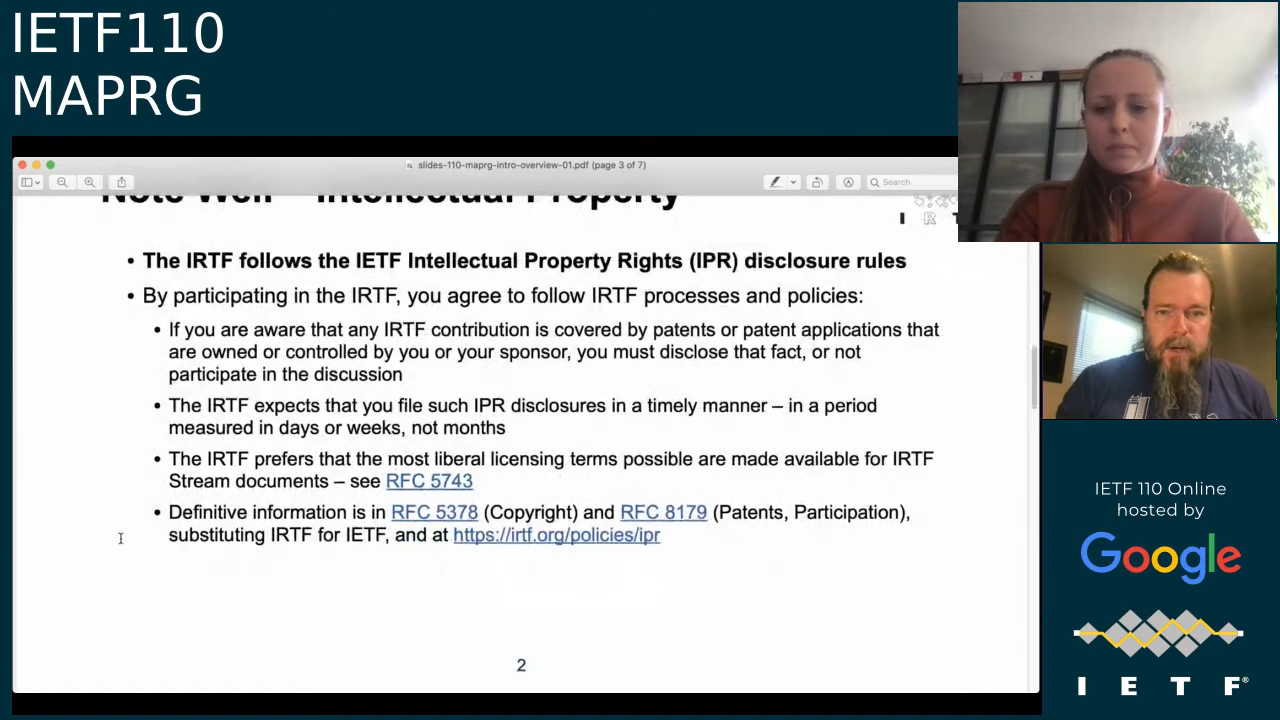 IETF110
MAPRG
slides-110-maprg-intro-overview-01.pdf (page 3 of 7)
Search
Note Well – Intellectual Property
I R T
• The IRTF follows the IETF Intellectual Property Rights (IPR) disclosure rules
• By participating in the IRTF, you agree to follow IRTF processes and policies:
• If you are aware that any IRTF contribution is covered by patents or patent applications that
are owned or controlled by you or your sponsor, you must disclose that fact, or not
participate in the discussion
• The IRTF expects that you file such IPR disclosures in a timely manner – in a period
measured in days or weeks, not months
• The IRTF prefers that the most liberal licensing terms possible are made available for IRTF
Stream documents – see RFC 5743
• Definitive information is in RFC 5378 (Copyright) and RFC 8179 (Patents, Participation),
substituting IRTF for IETF, and at https://irtf.org/policies/ipr
2
IETF 110 Online
hosted by
Google
I E T F®